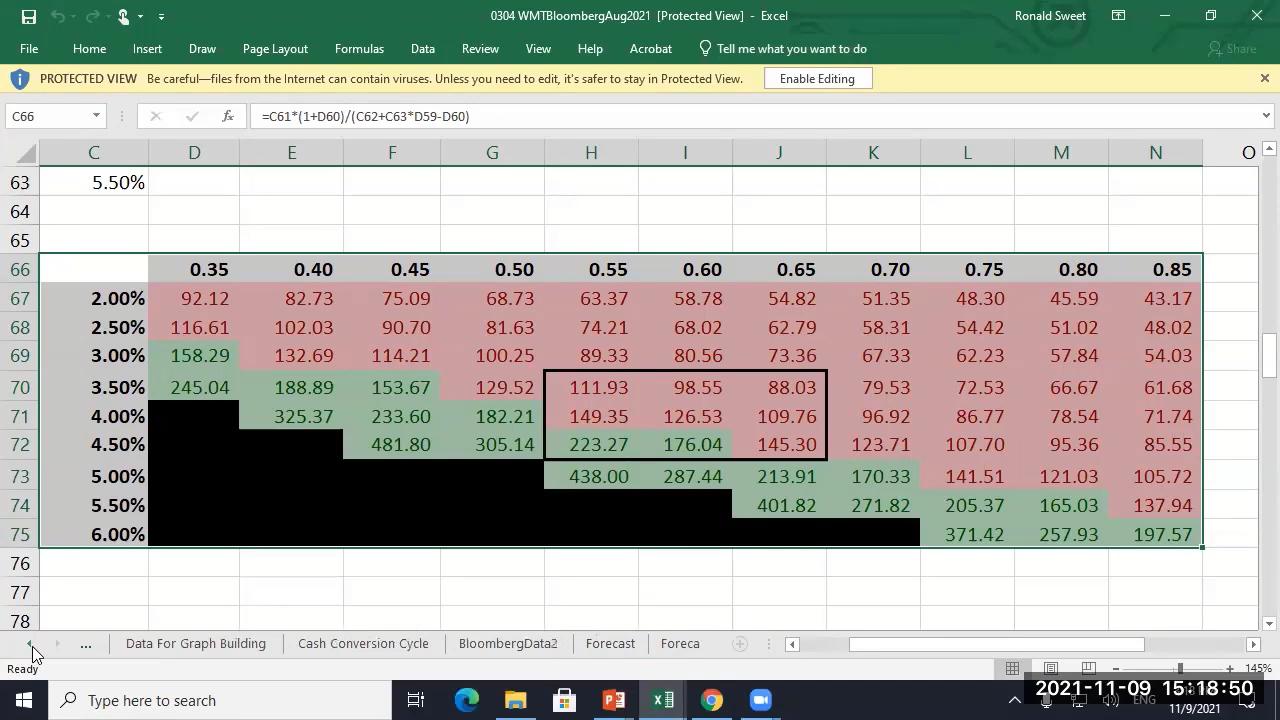 0304 WMTBloombergAug2021 [Protected View] - Excel
Ronald Sweet
File Home Insert Draw Page Layout Formulas Data Review View Help Acrobat Tell me what you want to do Share
PROTECTED VIEW Be careful—files from the Internet can contain viruses. Unless you need to edit, it's safer to stay in Protected View. Enable Editing
C66 fx =C61*(1+D60)/(C62+C63*D59-D60)
C D E F G H I J K L M N O
63 5.50%
64
65
66 0.35 0.40 0.45 0.50 0.55 0.60 0.65 0.70 0.75 0.80 0.85
67 2.00% 92.12 82.73 75.09 68.73 63.37 58.78 54.82 51.35 48.30 45.59 43.17
68 2.50% 116.61 102.03 90.70 81.63 74.21 68.02 62.79 58.31 54.42 51.02 48.02
69 3.00% 158.29 132.69 114.21 100.25 89.33 80.56 73.36 67.33 62.23 57.84 54.03
70 3.50% 245.04 188.89 153.67 129.52 111.93 98.55 88.03 79.53 72.53 66.67 61.68
71 4.00% 325.37 233.60 182.21 149.35 126.53 109.76 96.92 86.77 78.54 71.74
72 4.50% 481.80 305.14 223.27 176.04 145.30 123.71 107.70 95.36 85.55
73 5.00% 438.00 287.44 213.91 170.33 141.51 121.03 105.72
74 5.50% 401.82 271.82 205.37 165.03 137.94
75 6.00% 371.42 257.93 197.57
76
77
78
... Data For Graph Building Cash Conversion Cycle BloombergData2 Forecast Foreca
Ready
145%
Type here to search
2021-11-09 15:18:50
ENG
11/9/2021